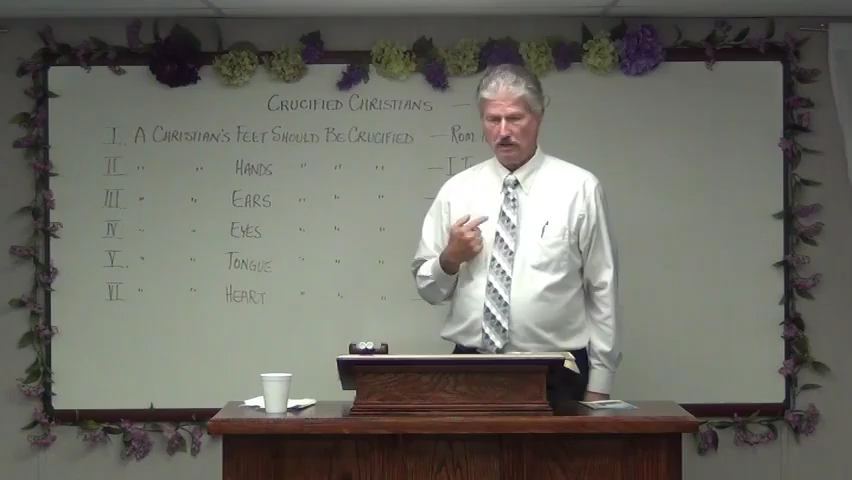 CRUCIFIED CHRISTIANS —
I. A CHRISTIAN'S FEET SHOULD BE CRUCIFIED — ROM.
II " " HANDS " " " — I
III " " EARS " " "
IV " " EYES " " "
V. " " TONGUE " " "
VI " " HEART " " " —